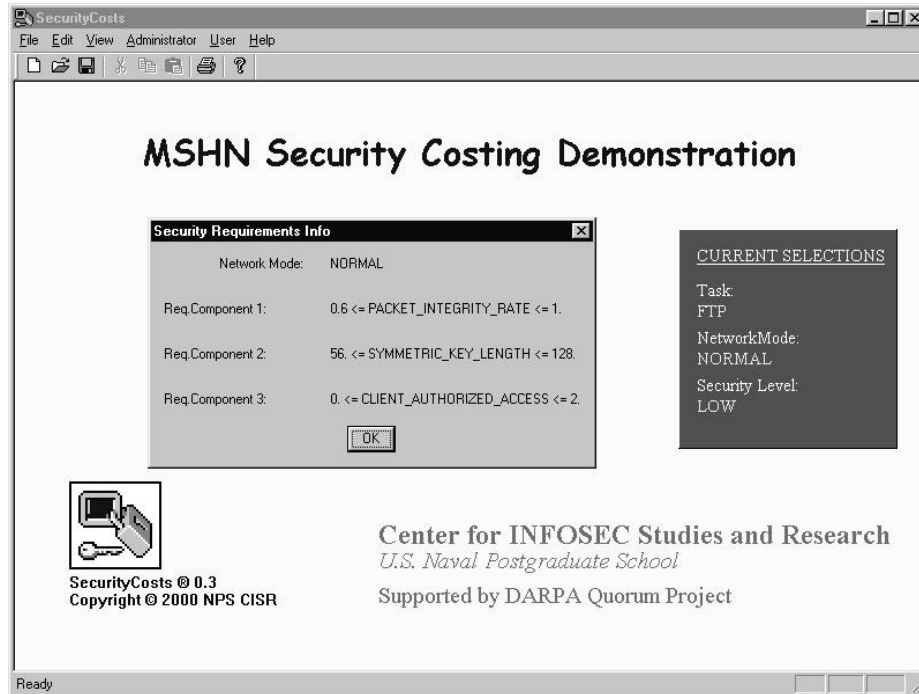 SecurityCosts
File Edit View Administrator User Help
MSHN Security Costing Demonstration
Security Requirements Info
Network Mode: NORMAL
Req.Component 1: 0.6 <= PACKET_INTEGRITY_RATE <= 1.
Req.Component 2: 56. <= SYMMETRIC_KEY_LENGTH <= 128.
Req.Component 3: 0. <= CLIENT_AUTHORIZED_ACCESS <= 2.
OK
CURRENT SELECTIONS
Task:
FTP
NetworkMode:
NORMAL
Security Level:
LOW
SecurityCosts ® 0.3
Copyright © 2000 NPS CISR
Center for INFOSEC Studies and Research
U.S. Naval Postgraduate School
Supported by DARPA Quorum Project
Ready